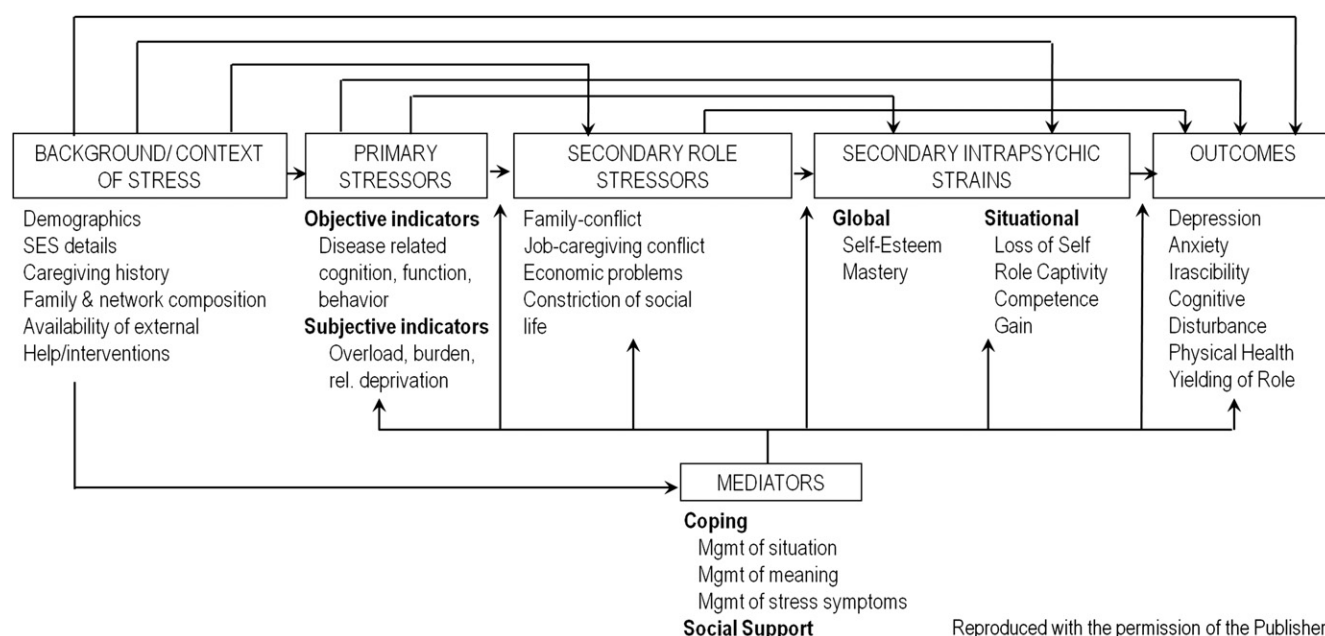 BACKGROUND/ CONTEXT
OF STRESS
Demographics
SES details
Caregiving history
Family & network composition
Availability of external
Help/interventions
PRIMARY
STRESSORS
Objective indicators
Disease related
cognition, function,
behavior
Subjective indicators
Overload, burden,
rel. deprivation
SECONDARY ROLE
STRESSORS
Family-conflict
Job-caregiving conflict
Economic problems
Constriction of social
life
SECONDARY INTRAPSYCHIC
STRAINS
Global
Self-Esteem
Mastery
Situational
Loss of Self
Role Captivity
Competence
Gain
OUTCOMES
Depression
Anxiety
Irascibility
Cognitive
Disturbance
Physical Health
Yielding of Role
MEDIATORS
Coping
Mgmt of situation
Mgmt of meaning
Mgmt of stress symptoms
Social Support
Reproduced with the permission of the Publisher